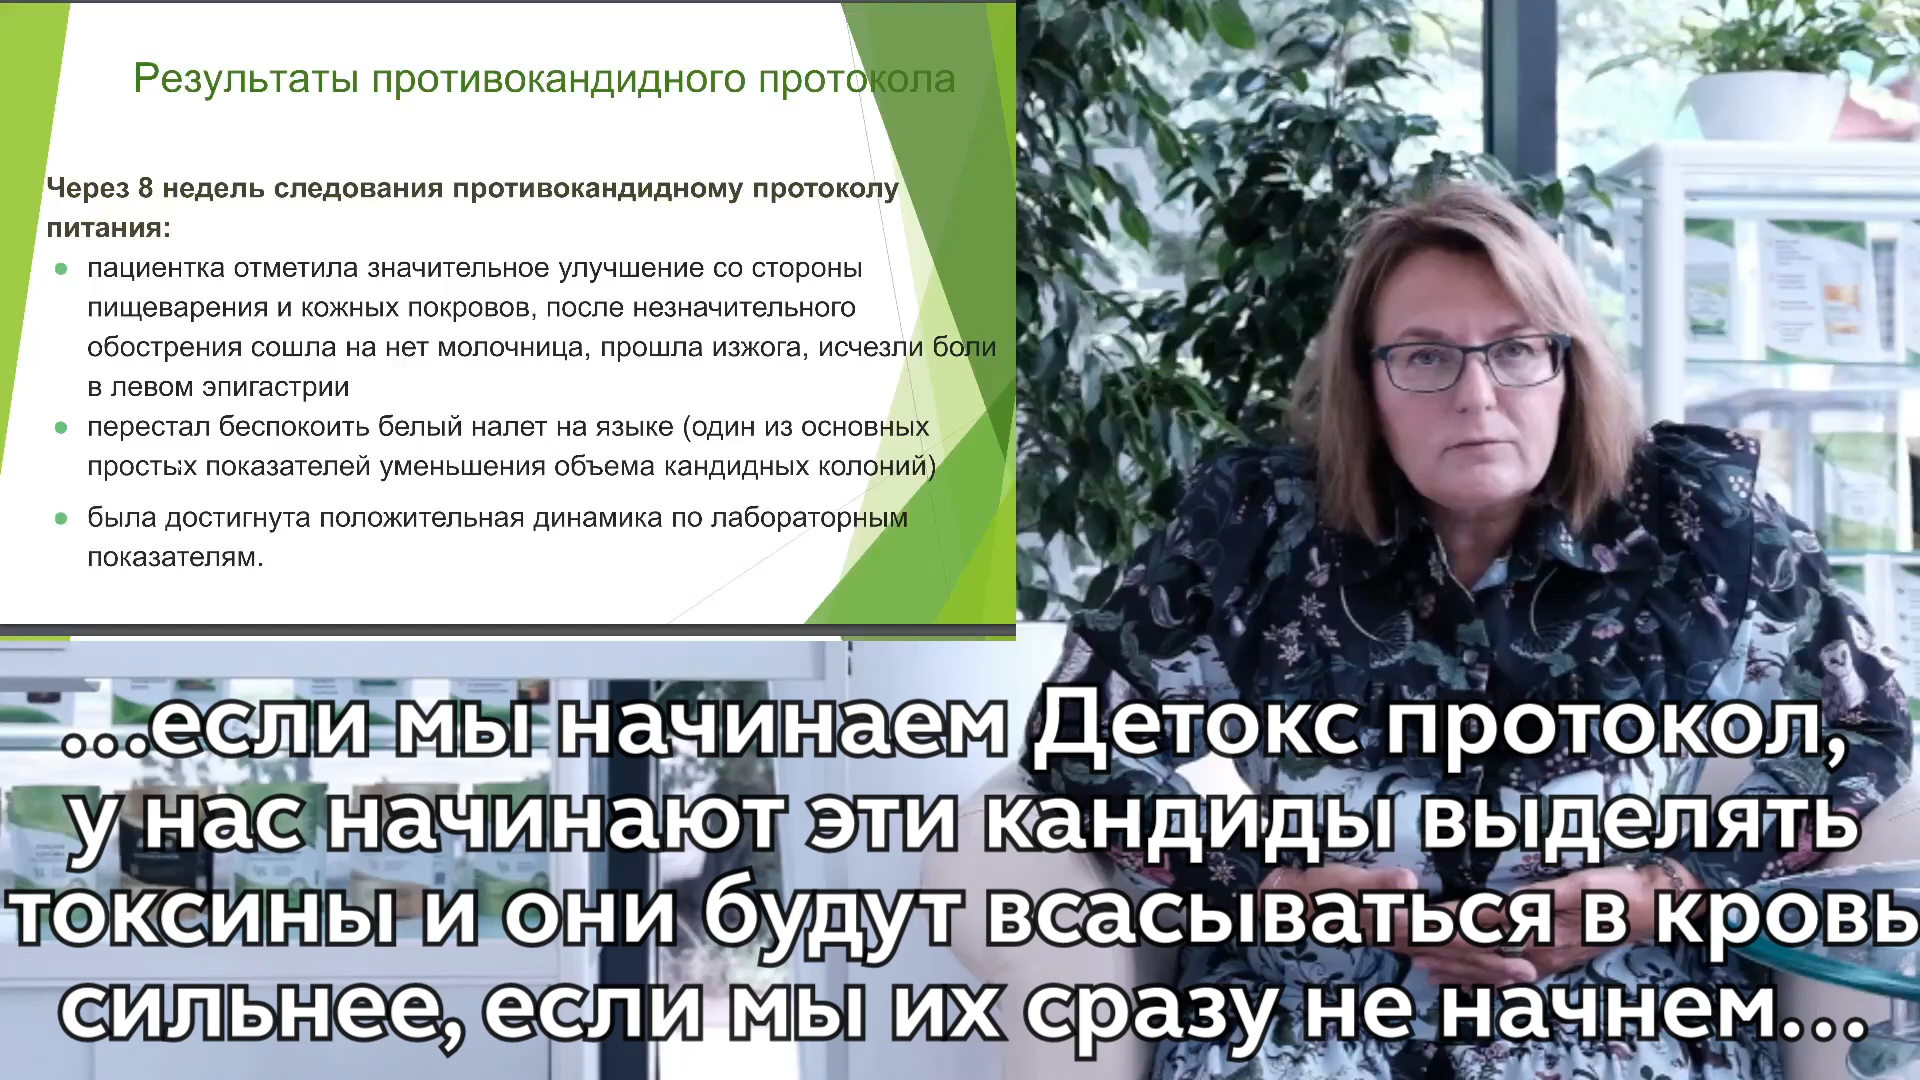 Результаты противокандидного протокола
Через 8 недель следования противокандидному протоколу
питания:
пациентка отметила значительное улучшение со стороны
пищеварения и кожных покровов, после незначительного
обострения сошла на нет молочница, прошла изжога, исчезли боли
в левом эпигастрии
перестал беспокоить белый налет на языке (один из основных
простых показателей уменьшения объема кандидных колоний)
была достигнута положительная динамика по лабораторным
показателям.
...если мы начинаем Детокс протокол,
у нас начинают эти кандиды выделять
токсины и они будут всасываться в кровь
сильнее, если мы их сразу не начнем...